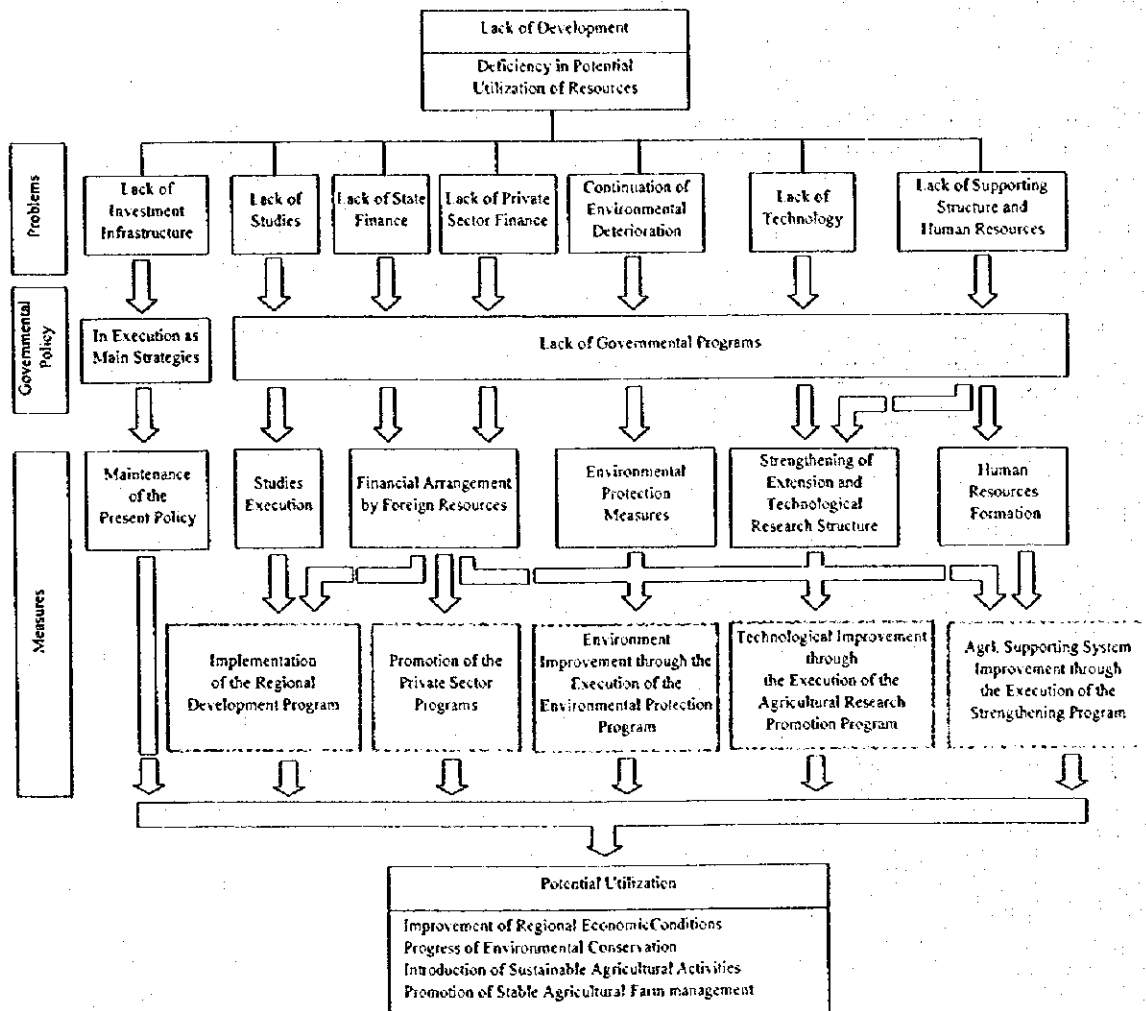 Lack of Development
Deficiency in Potential
Utilization of Resources
Problems
Lack of
Investment
Infrastructure
Lack of
Studies
Lack of State
Finance
Lack of Private
Sector Finance
Continuation of
Environmental
Deterioration
Lack of
Technology
Lack of Supporting
Structure and
Human Resources
Governmental
Policy
In Execution as
Main Strategies
Lack of Governmental Programs
Measures
Maintenance
of the
Present Policy
Studies
Execution
Financial Arrangement
by Foreign Resources
Environmental
Protection
Measures
Strengthening of
Extension and
Technological
Research Structure
Human
Resources
Formation
Implementation
of the Regional
Development Program
Promotion of the
Private Sector
Programs
Environment
Improvement through the
Execution of the
Environmental Protection
Program
Technological Improvement
through
the Execution of the
Agricultural Research
Promotion Program
Agri. Supporting System
Improvement through
the Execution of the
Strengthening Program
Potential Utilization
Improvement of Regional EconomicConditions
Progress of Environmental Conservation
Introduction of Sustainable Agricultural Activities
Promotion of Stable Agricultural Farm management